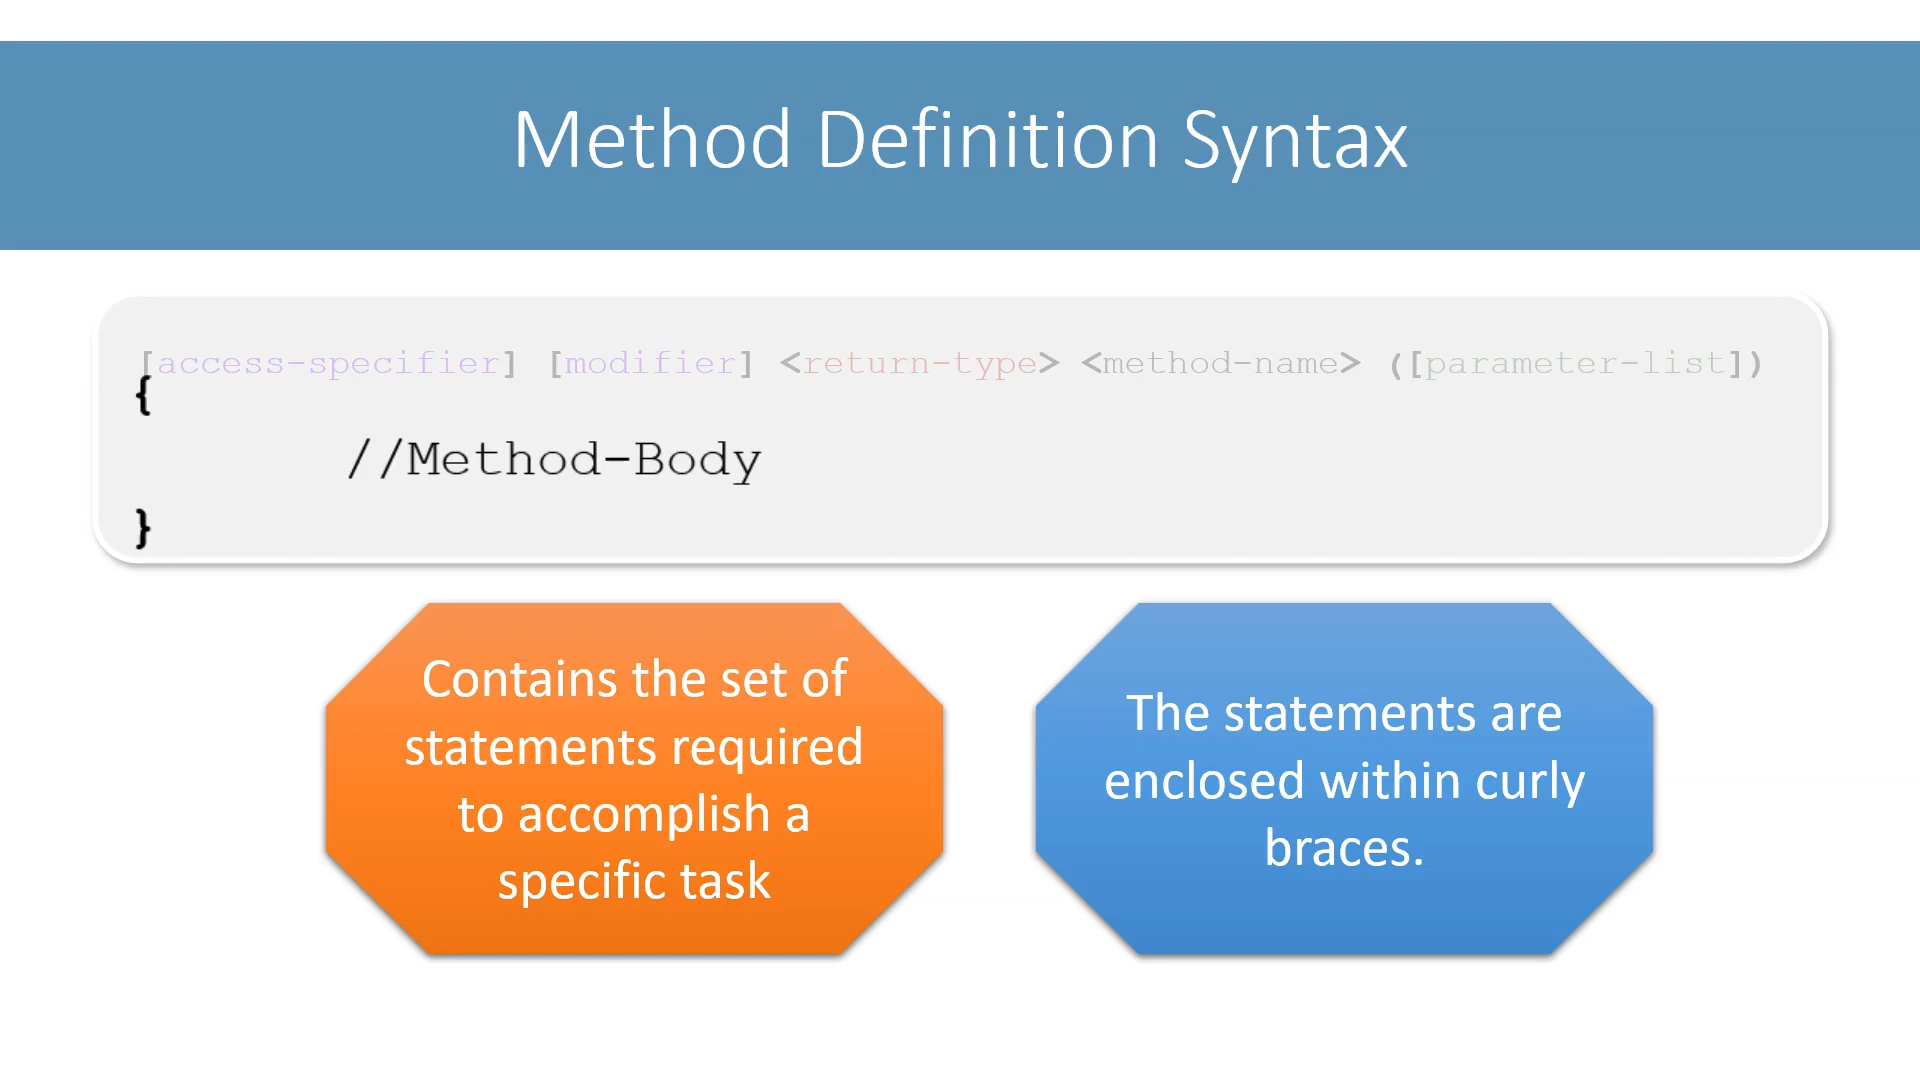 Method Definition Syntax
[access-specifier] [modifier] <return-type> <method-name> ([parameter-list])
{
//Method-Body
}
Contains the set of
statements required
to accomplish a
specific task
The statements are
enclosed within curly
braces.